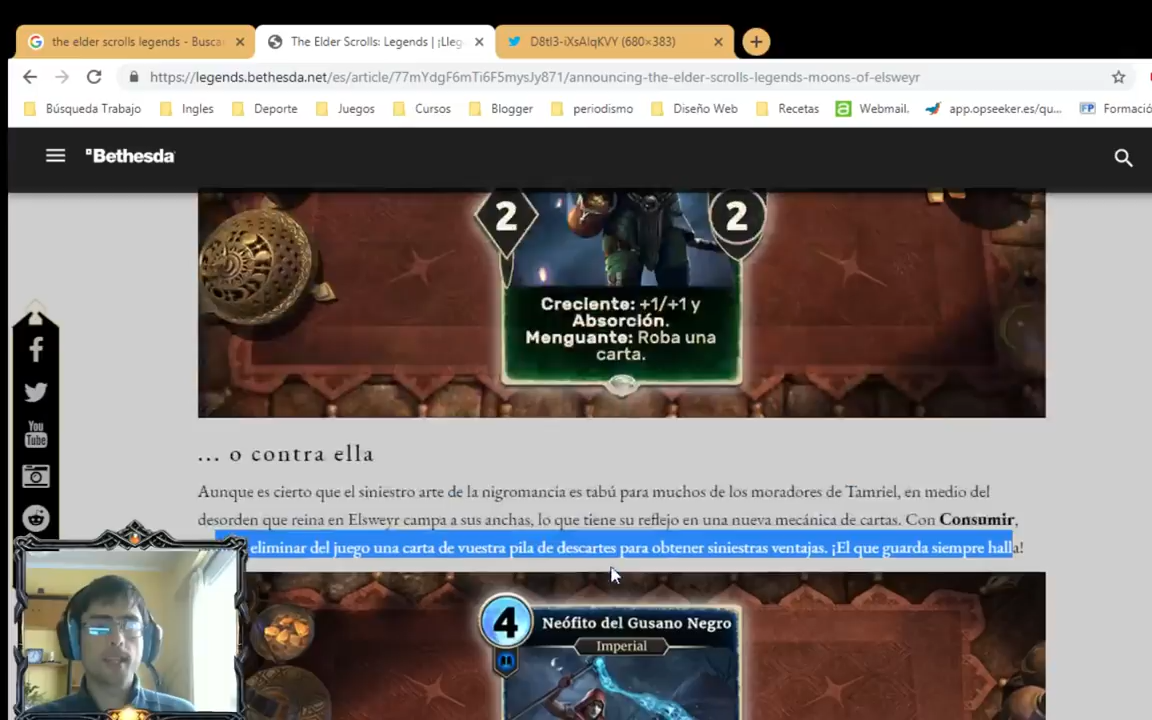 the elder scrolls legends - Busca
The Elder Scrolls: Legends | ¡Lleg
D8tI3-iXsAIqKVY (680×383)
https://legends.bethesda.net/es/article/77mYdgF6mTi6F5mysJy871/announcing-the-elder-scrolls-legends-moons-of-elsweyr
Búsqueda Trabajo
Ingles
Deporte
Juegos
Cursos
Blogger
periodismo
Diseño Web
Recetas
Webmail.
app.opseeker.es/qu...
FP
Formació
Bethesda
2
2
Creciente: +1/+1 y
Absorción.
Menguante: Roba una
carta.
You
Tube
... o contra ella
Aunque es cierto que el siniestro arte de la nigromancia es tabú para muchos de los moradores de Tamriel, en medio del
desorden que reina en Elsweyr campa a sus anchas, lo que tiene su reflejo en una nueva mecánica de cartas. Con Consumir,
eliminar del juego una carta de vuestra pila de descartes para obtener siniestras ventajas. ¡El que guarda siempre halla!
4
Neófito del Gusano Negro
Imperial